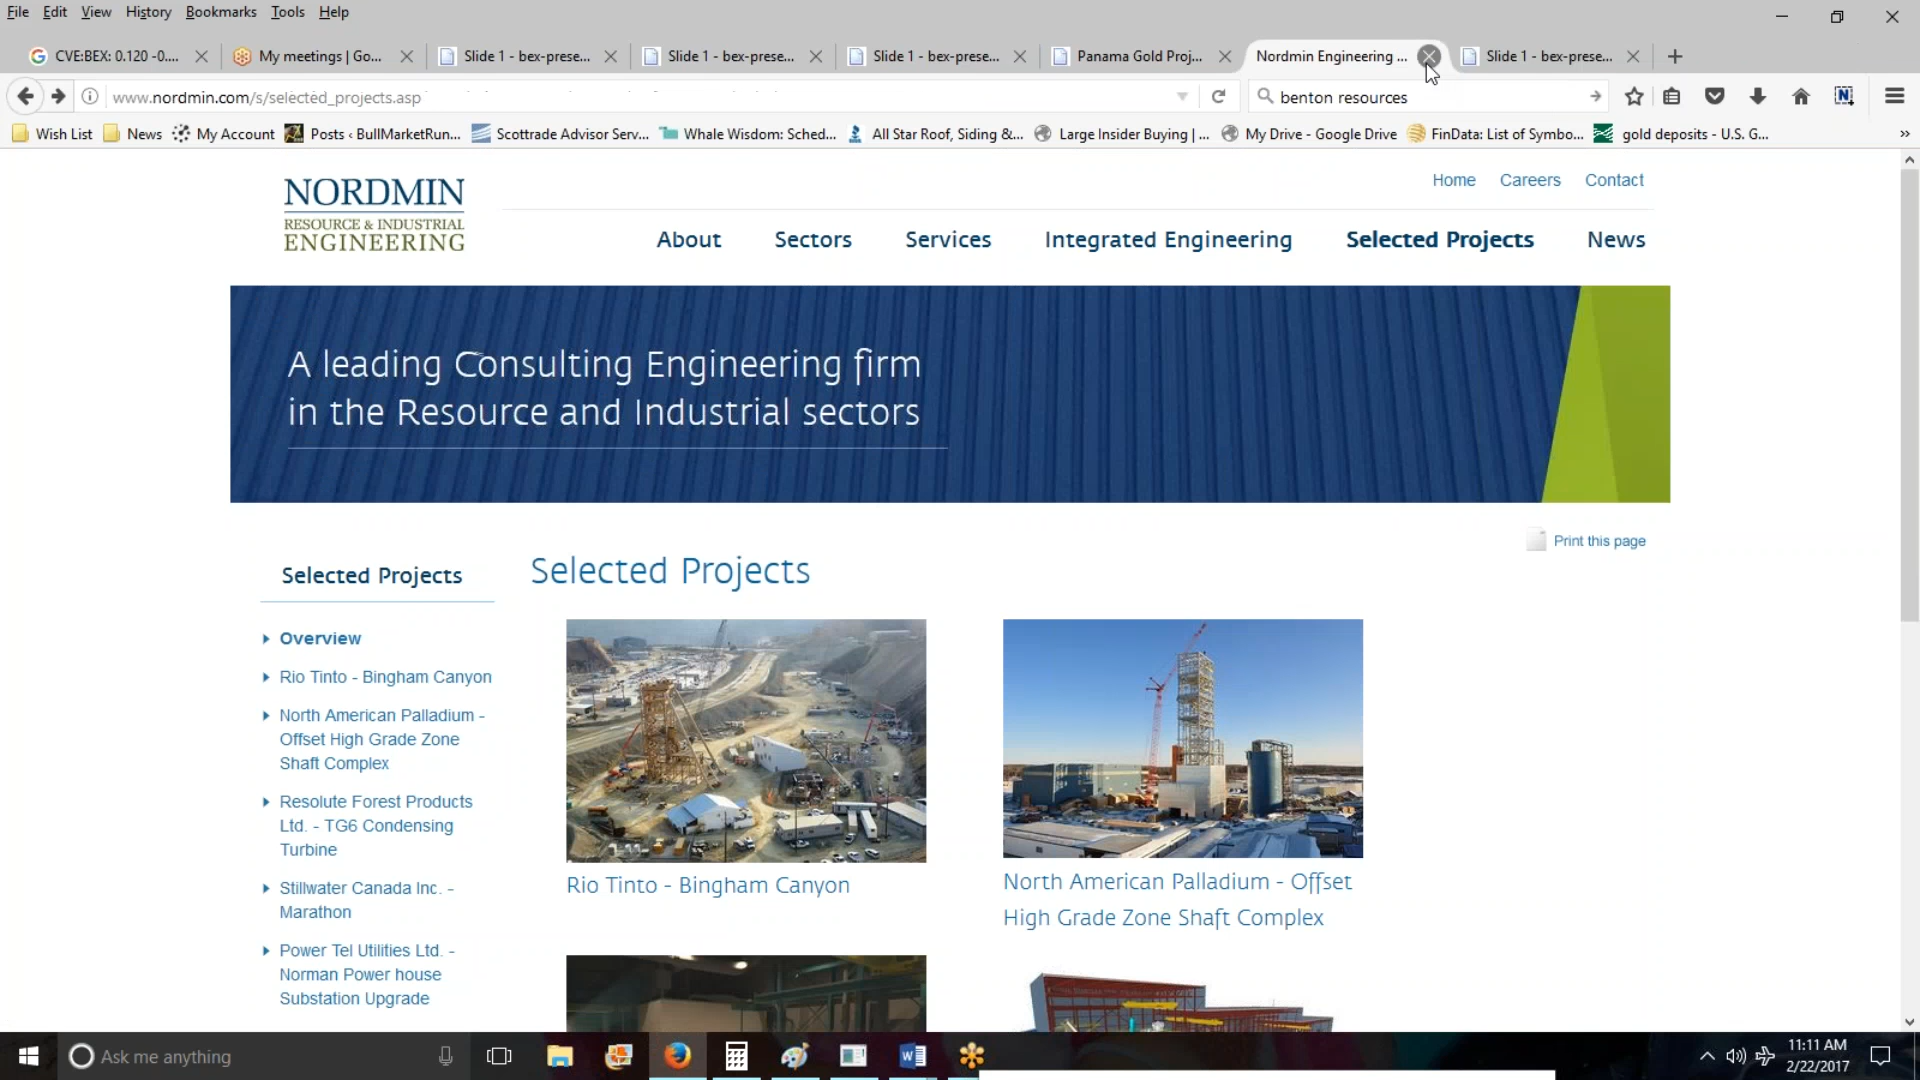 File Edit View History Bookmarks Tools Help
CVE:BEX: 0.120 -0.... My meetings | Go... Slide 1 - bex-prese... Slide 1 - bex-prese... Slide 1 - bex-prese... Panama Gold Proj... Nordmin Engineering ... Slide 1 - bex-prese...
www.nordmin.com/s/selected_projects.asp benton resources
Wish List News My Account Posts ‹ BullMarketRun... Scottrade Advisor Serv... Whale Wisdom: Sched... All Star Roof, Siding &... Large Insider Buying | ... My Drive - Google Drive FinData: List of Symbo... gold deposits - U.S. G... »
Home Careers Contact
NORDMIN
RESOURCE & INDUSTRIAL
ENGINEERING
About Sectors Services Integrated Engineering Selected Projects News
A leading Consulting Engineering firm
in the Resource and Industrial sectors
Print this page
Selected Projects
Overview
Rio Tinto - Bingham Canyon
North American Palladium -
Offset High Grade Zone
Shaft Complex
Resolute Forest Products
Ltd. - TG6 Condensing
Turbine
Stillwater Canada Inc. -
Marathon
Power Tel Utilities Ltd. -
Norman Power house
Substation Upgrade
Selected Projects
Rio Tinto - Bingham Canyon
North American Palladium - Offset
High Grade Zone Shaft Complex
Ask me anything
11:11 AM
2/22/2017